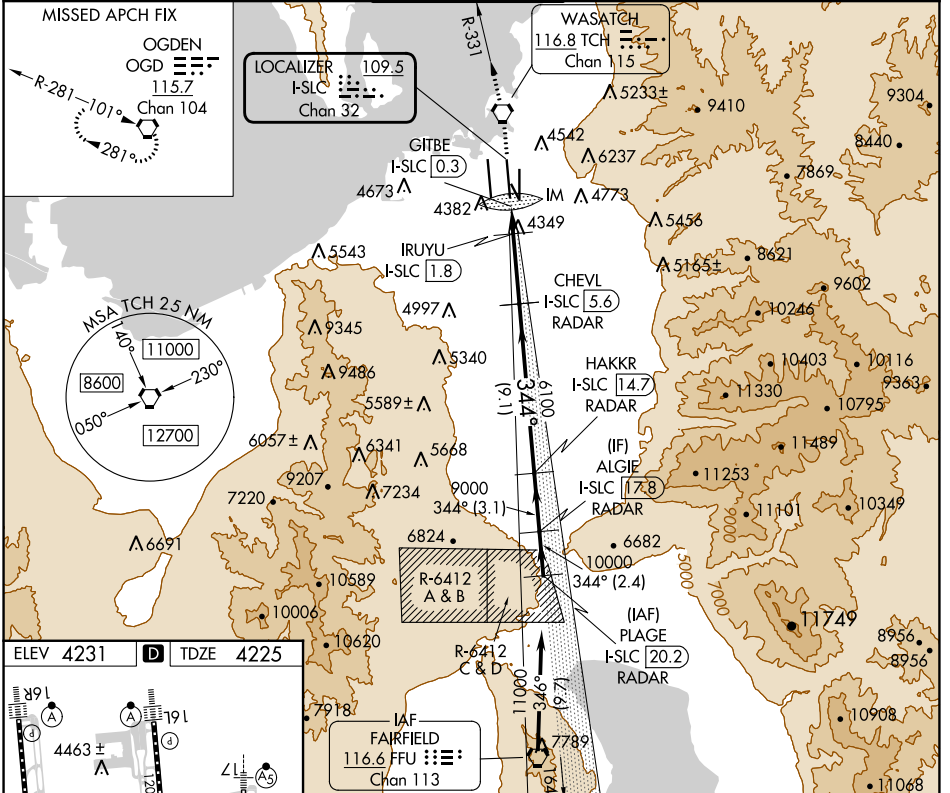 MISSED APCH FIX
OGDEN
OGD
115.7
Chan 104
R-281
101°
281°
LOCALIZER 109.5
I-SLC
Chan 32
R-331
WASATCH
116.8 TCH
Chan 115
5233±
9410
9304
8440
4542
6237
7869
GITBE
I-SLC 0.3
4673
4382
IM
4773
4349
5456
IRUYU
I-SLC 1.8
5543
5165±
8621
9602
MSA TCH 25 NM
140°
11000
8600
230°
050°
12700
CHEVL
I-SLC 5.6
RADAR
4997
10246
9345
5340
9486
344°
(9.1)
6100
HAKKR
I-SLC 14.7
RADAR
10403
10116
9363
11330
10795
5589±
6057±
6341
5668
(IF)
ALGIE
I-SLC 17.8
RADAR
11489
11253
9207
7234
7220
9000
344° (3.1)
11101
10349
6691
6824
6682
10000
344° (2.4)
5000
R-6412
A & B
10589
10006
(IAF)
PLAGE
I-SLC 20.2
RADAR
11749
10620
R-6412
C & D
8956
8956
ELEV 4231
D
TDZE 4225
16R
A
A
16L
P
P
4463 ±
17
A5
120
7918
11000
346°
(9.7)
IAF
FAIRFIELD
116.6 FFU
Chan 113
7789
10908
11068